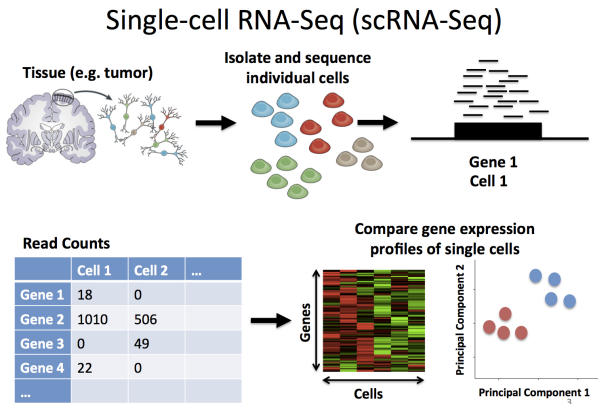 Single-cell RNA-Seq (scRNA-Seq)
Tissue (e.g. tumor)
Isolate and sequence
individual cells
Gene 1
Cell 1
Read Counts
Cell 1 Cell 2 ...
Gene 1 18 0
Gene 2 1010 506
Gene 3 0 49
Gene 4 22 0
...
Compare gene expression
profiles of single cells
Genes
Cells
Principal Component 2
Principal Component 1
3